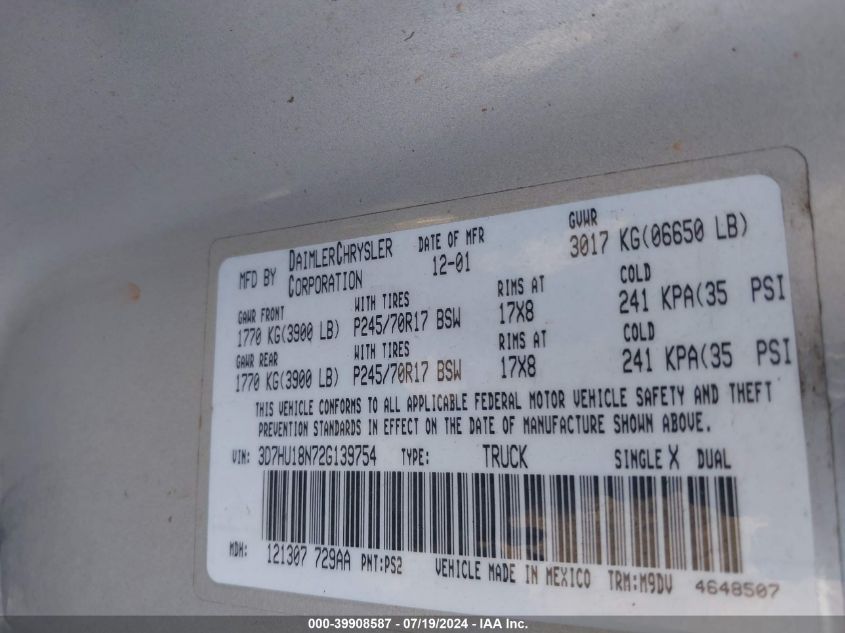 MFD BY DAIMLERCHRYSLER CORPORATION DATE OF MFR 12-01 GVWR 3017 KG(06650 LB)
GAWR FRONT WITH TIRES RIMS AT COLD
1770 KG(3900 LB) P245/70R17 BSW 17X8 241 KPA(35 PSI
GAWR REAR WITH TIRES RIMS AT COLD
1770 KG(3900 LB) P245/70R17 BSW 17X8 241 KPA(35 PSI
THIS VEHICLE CONFORMS TO ALL APPLICABLE FEDERAL MOTOR VEHICLE SAFETY AND THEFT
PREVENTION STANDARDS IN EFFECT ON THE DATE OF MANUFACTURE SHOWN ABOVE.
VIN: 3D7HU18N72G139754 TYPE: TRUCK SINGLE X DUAL
MDH: 121307 729AA PNT:PS2 VEHICLE MADE IN MEXICO TRM:M9DV 4648507
000-39908587 - 07/19/2024 - IAA Inc.